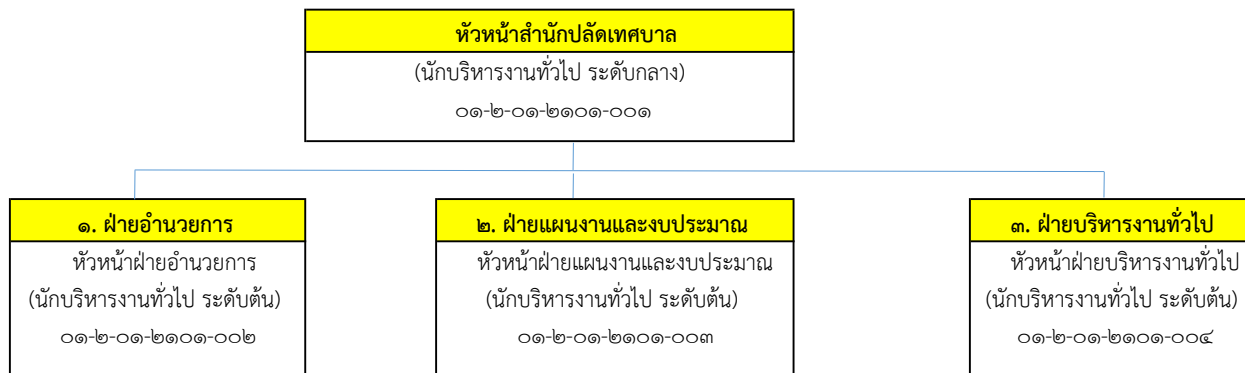 หัวหน้าสำนักปลัดเทศบาล
(นักบริหารงานทั่วไป ระดับกลาง)
๐๑-๒-๐๑-๒๑๐๑-๐๐๑
๑. ฝ่ายอำนวยการ
หัวหน้าฝ่ายอำนวยการ
(นักบริหารงานทั่วไป ระดับต้น)
๐๑-๒-๐๑-๒๑๐๑-๐๐๒
๒. ฝ่ายแผนงานและงบประมาณ
หัวหน้าฝ่ายแผนงานและงบประมาณ
(นักบริหารงานทั่วไป ระดับต้น)
๐๑-๒-๐๑-๒๑๐๑-๐๐๓
๓. ฝ่ายบริหารงานทั่วไป
หัวหน้าฝ่ายบริหารงานทั่วไป
(นักบริหารงานทั่วไป ระดับต้น)
๐๑-๒-๐๑-๒๑๐๑-๐๐๔